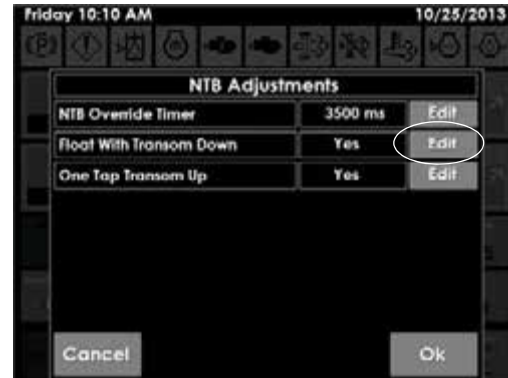 Friday 10:10 AM 10/25/2013
(P)
NTB Adjustments
NTB Override Timer 3500 ms Edit
Float With Transom Down Yes Edit
One Tap Transom Up Yes Edit
Cancel Ok